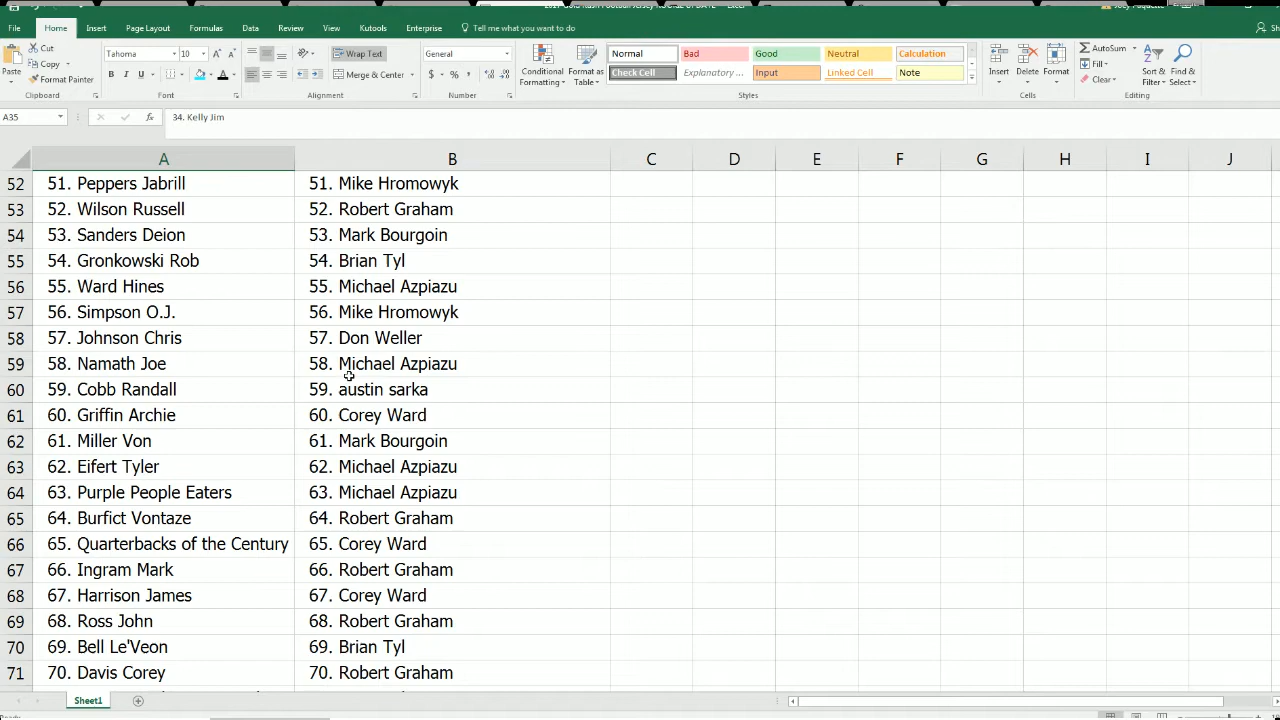 File Home Insert Page Layout Formulas Data Review View Kutools Enterprise Tell me what you want to do
Cut Tahoma 10 Wrap Text General Normal Bad Good Neutral Calculation AutoSum
Copy Fill
Paste Format Painter B I U Merge & Center $ % Conditional Formatting Format as Table Check Cell Explanatory ... Input Linked Cell Note Insert Delete Format Clear Sort & Filter Find & Select
Clipboard Font Alignment Number Styles Cells Editing
A35 fx 34. Kelly Jim
A B C D E F G H I J
52 51. Peppers Jabrill 51. Mike Hromowyk
53 52. Wilson Russell 52. Robert Graham
54 53. Sanders Deion 53. Mark Bourgoin
55 54. Gronkowski Rob 54. Brian Tyl
56 55. Ward Hines 55. Michael Azpiazu
57 56. Simpson O.J. 56. Mike Hromowyk
58 57. Johnson Chris 57. Don Weller
59 58. Namath Joe 58. Michael Azpiazu
60 59. Cobb Randall 59. austin sarka
61 60. Griffin Archie 60. Corey Ward
62 61. Miller Von 61. Mark Bourgoin
63 62. Eifert Tyler 62. Michael Azpiazu
64 63. Purple People Eaters 63. Michael Azpiazu
65 64. Burfict Vontaze 64. Robert Graham
66 65. Quarterbacks of the Century 65. Corey Ward
67 66. Ingram Mark 66. Robert Graham
68 67. Harrison James 67. Corey Ward
69 68. Ross John 68. Robert Graham
70 69. Bell Le'Veon 69. Brian Tyl
71 70. Davis Corey 70. Robert Graham
Sheet1